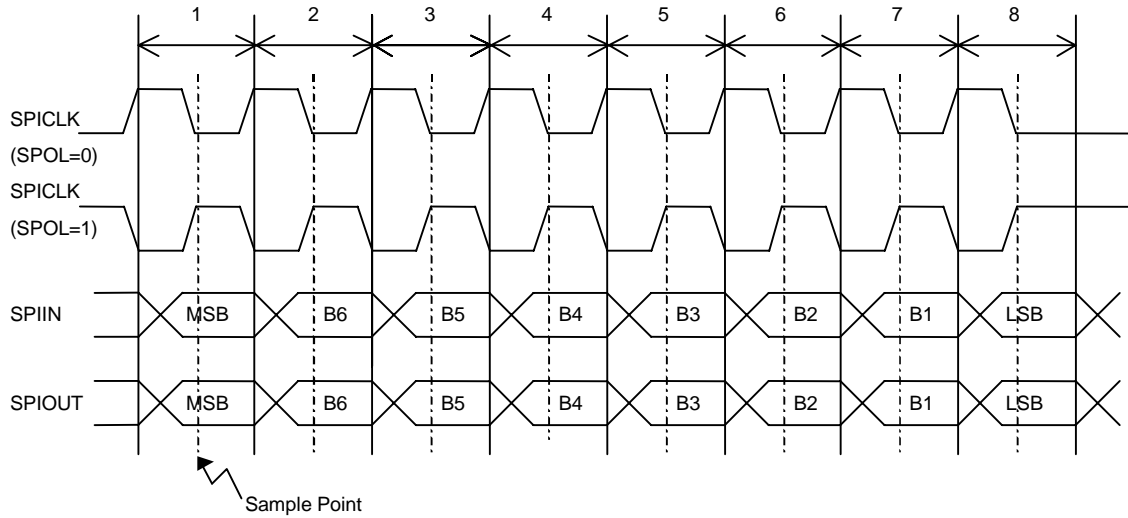 1 2 3 4 5 6 7 8
SPICLK
(SPOL=0)
SPICLK
(SPOL=1)
SPIIN MSB B6 B5 B4 B3 B2 B1 LSB
SPIOUT MSB B6 B5 B4 B3 B2 B1 LSB
Sample Point